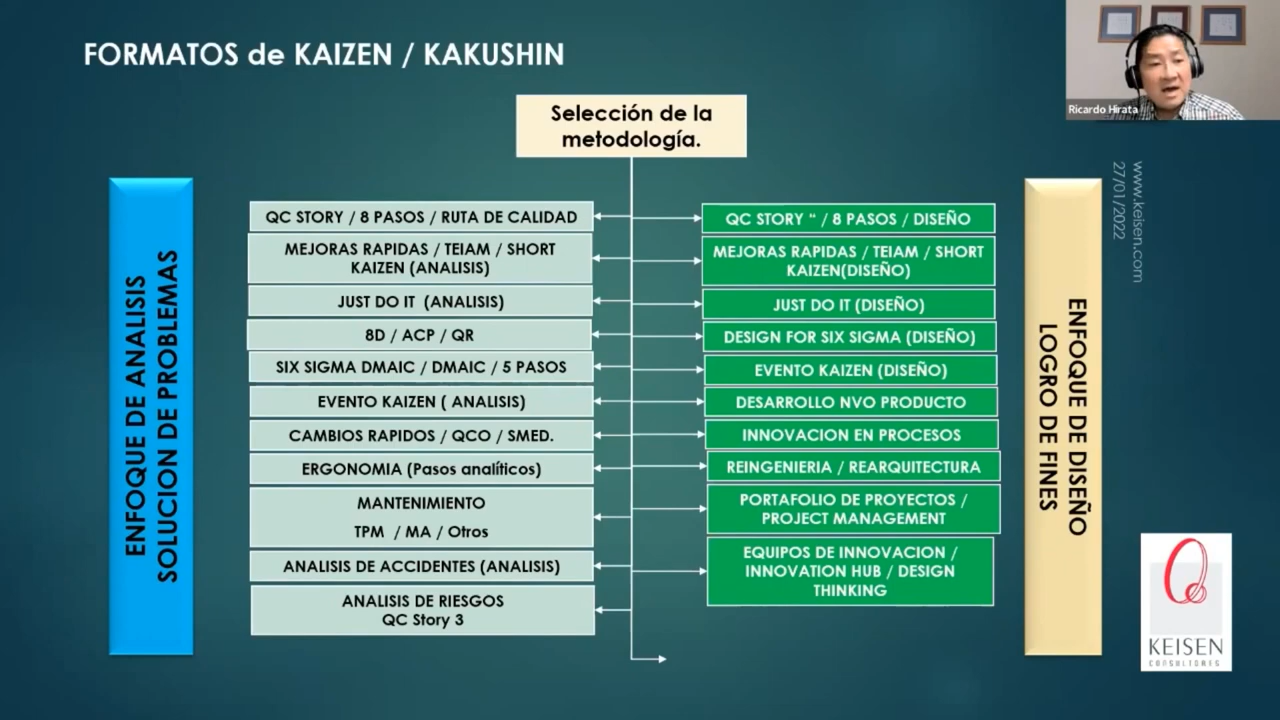 FORMATOS de KAIZEN / KAKUSHIN
Ricardo Hirata
Selección de la
metodología.
www.keisen.com
27/01/2022
ENFOQUE DE ANALISIS
SOLUCION DE PROBLEMAS
QC STORY / 8 PASOS / RUTA DE CALIDAD
MEJORAS RAPIDAS / TEIAM / SHORT
KAIZEN (ANALISIS)
JUST DO IT (ANALISIS)
8D / ACP / QR
SIX SIGMA DMAIC / DMAIC / 5 PASOS
EVENTO KAIZEN ( ANALISIS)
CAMBIOS RAPIDOS / QCO / SMED.
ERGONOMIA (Pasos analíticos)
MANTENIMIENTO
TPM / MA / Otros
ANALISIS DE ACCIDENTES (ANALISIS)
ANALISIS DE RIESGOS
QC Story 3
QC STORY “ / 8 PASOS / DISEÑO
MEJORAS RAPIDAS / TEIAM / SHORT
KAIZEN(DISEÑO)
JUST DO IT (DISEÑO)
DESIGN FOR SIX SIGMA (DISEÑO)
EVENTO KAIZEN (DISEÑO)
DESARROLLO NVO PRODUCTO
INNOVACION EN PROCESOS
REINGENIERIA / REARQUITECTURA
PORTAFOLIO DE PROYECTOS /
PROJECT MANAGEMENT
EQUIPOS DE INNOVACION /
INNOVATION HUB / DESIGN
THINKING
ENFOQUE DE DISEÑO
LOGRO DE FINES
KEISEN
CONSULTORES